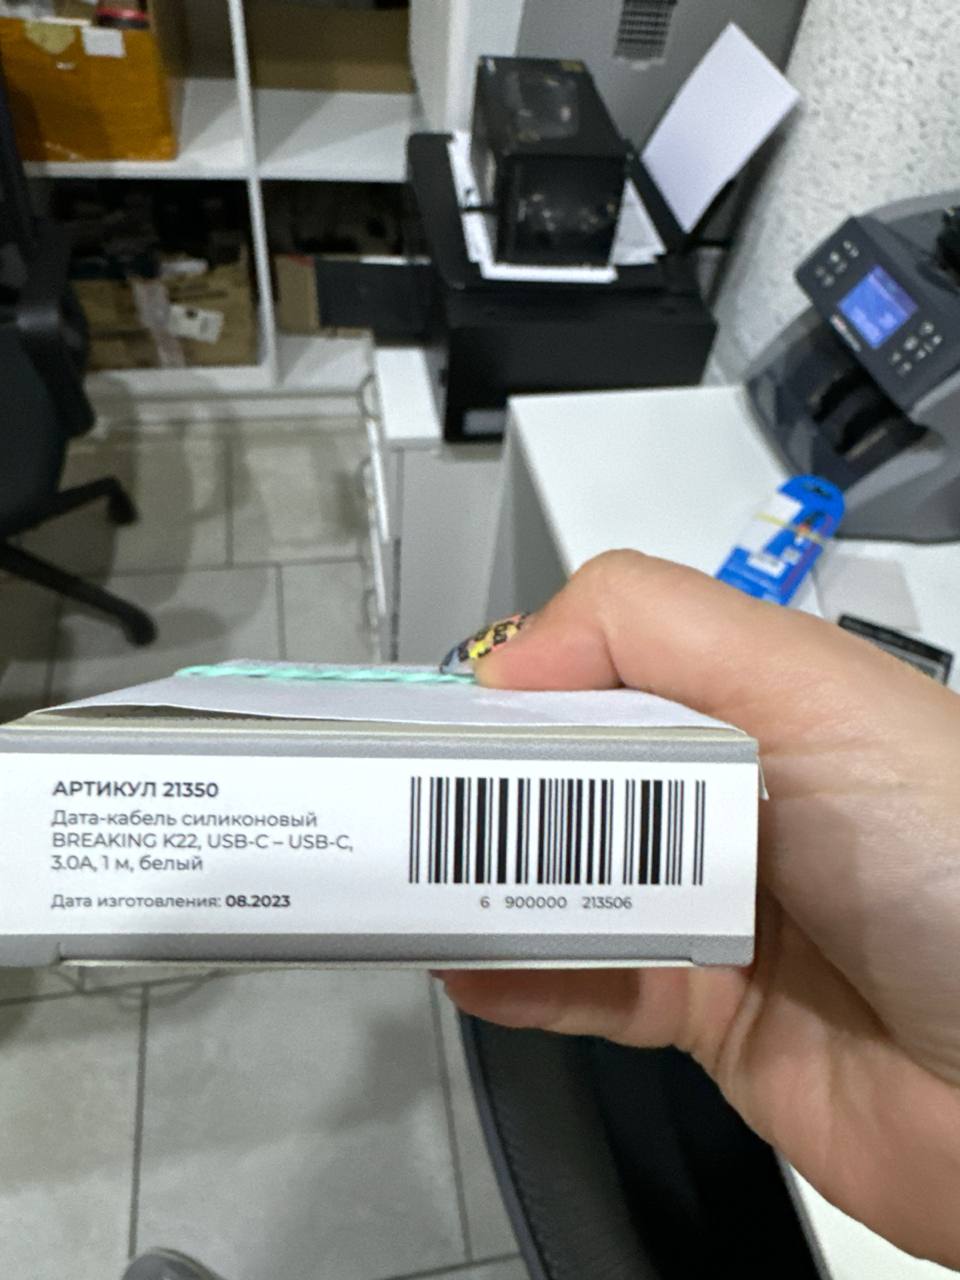 АРТИКУЛ 21350
Дата-кабель силиконовый
BREAKING K22, USB-C – USB-C,
3.0A, 1 м, белый
Дата изготовления: 08.2023
6 900000 213506